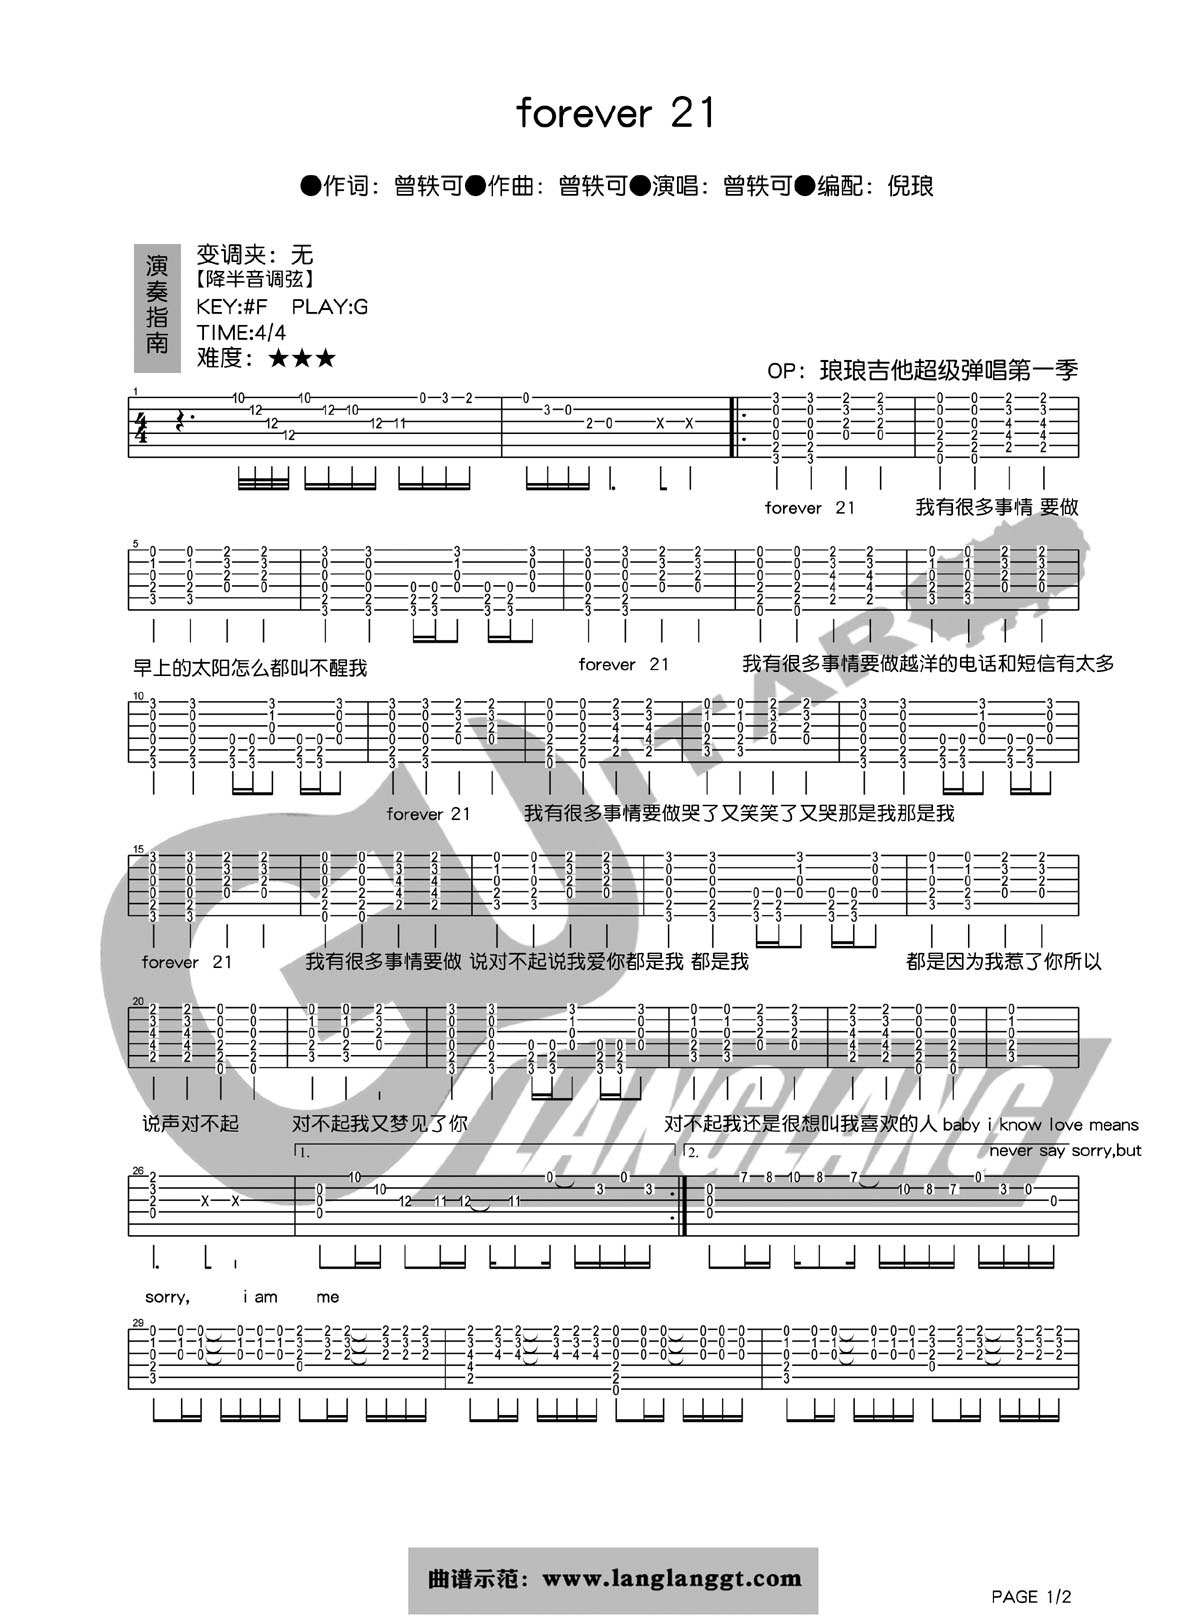 forever 21
●作词：曾轶可●作曲：曾轶可●演唱：曾轶可●编配：倪琅
演奏指南
变调夹：无
【降半音调弦】
KEY:#F PLAY:G
TIME:4/4
难度：★★★
OP：琅琅吉他超级弹唱第一季
forever 21 我有很多事情 要做
早上的太阳怎么都叫不醒我 forever 21 我有很多事情要做越洋的电话和短信有太多
forever 21 我有很多事情要做哭了又笑笑了又哭那是我那是我
forever 21 我有很多事情要做 说对不起说我爱你都是我 都是我 都是因为我惹了你所以
说声对不起 对不起我又梦见了你 对不起我还是很想叫我喜欢的人 baby i know love means
never say sorry,but
1. 2.
sorry, i am me
GUITAR
LANGLANG
曲谱示范：www.langlanggt.com
PAGE 1/2